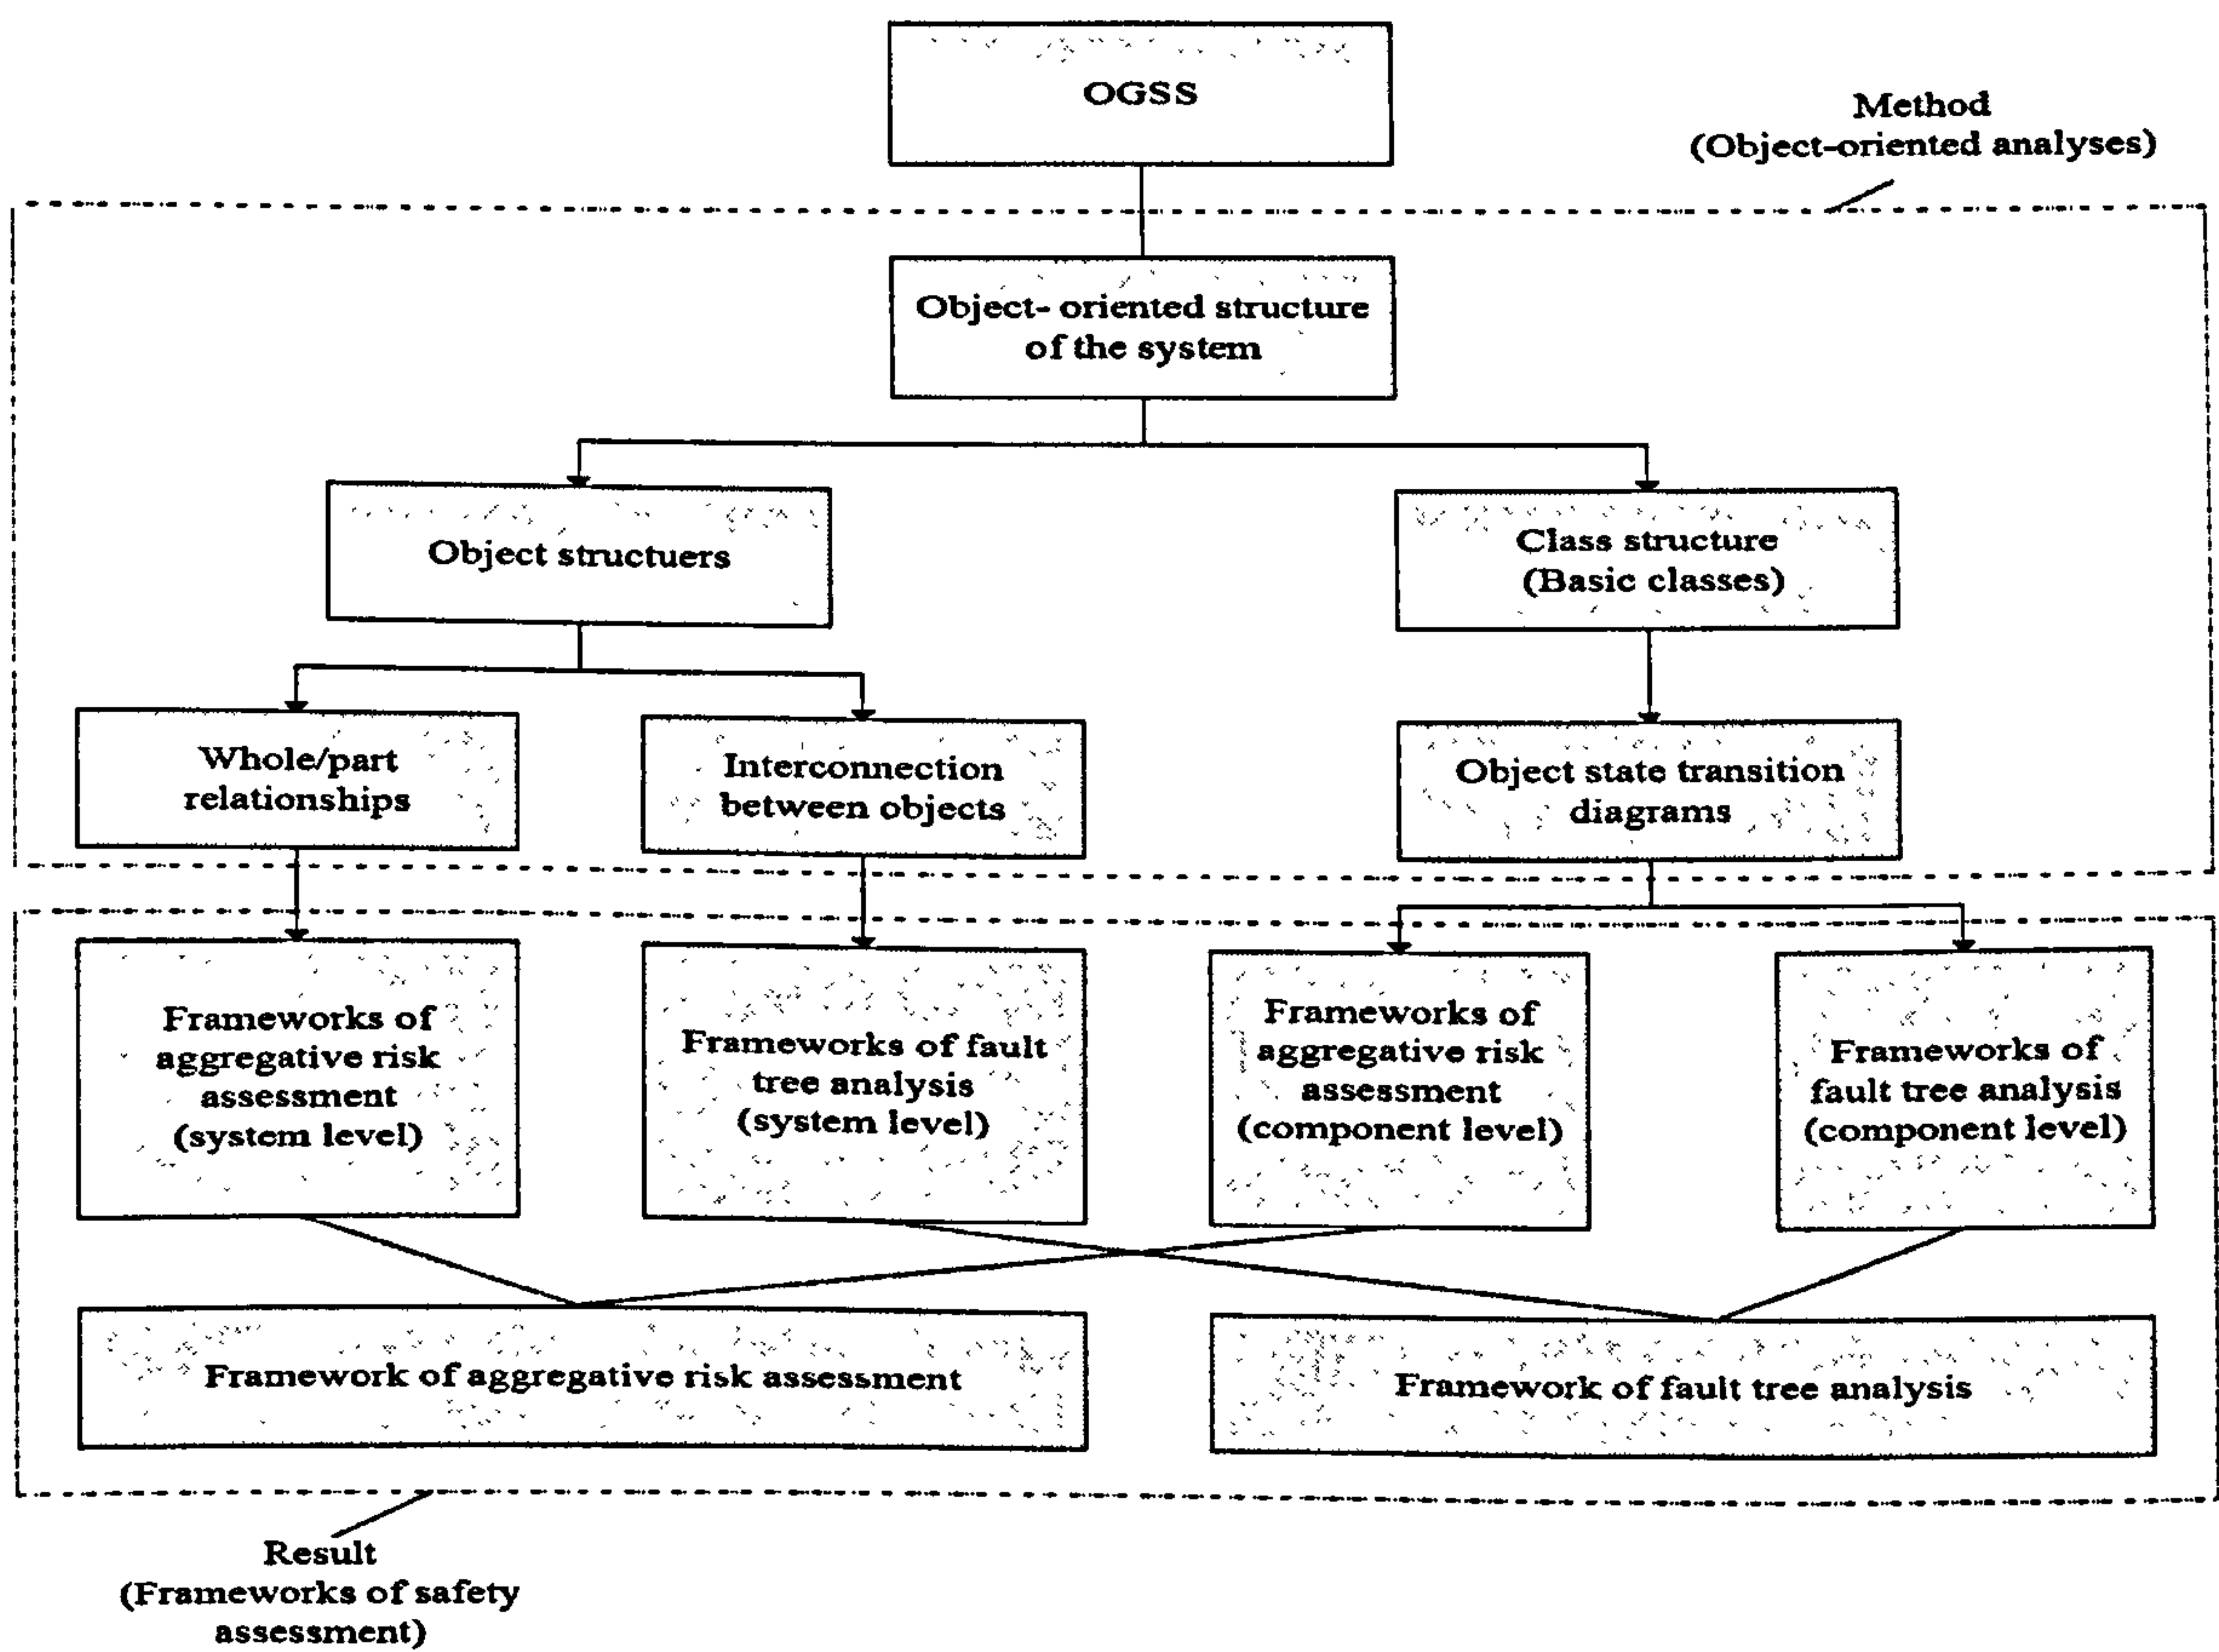 OGSS
Method
(Object-oriented analyses)
Object- oriented structure
of the system
Object structuers
Class structure
(Basic classes)
Whole/part
relationships
Interconnection
between objects
Object state transition
diagrams
Frameworks of
aggregative risk
assessment
(system level)
Frameworks of fault
tree analysis
(system level)
Frameworks of
aggregative risk
assessment
(component level)
Frameworks of
fault tree analysis
(component level)
Framework of aggregative risk assessment
Framework of fault tree analysis
Result
(Frameworks of safety
assessment)